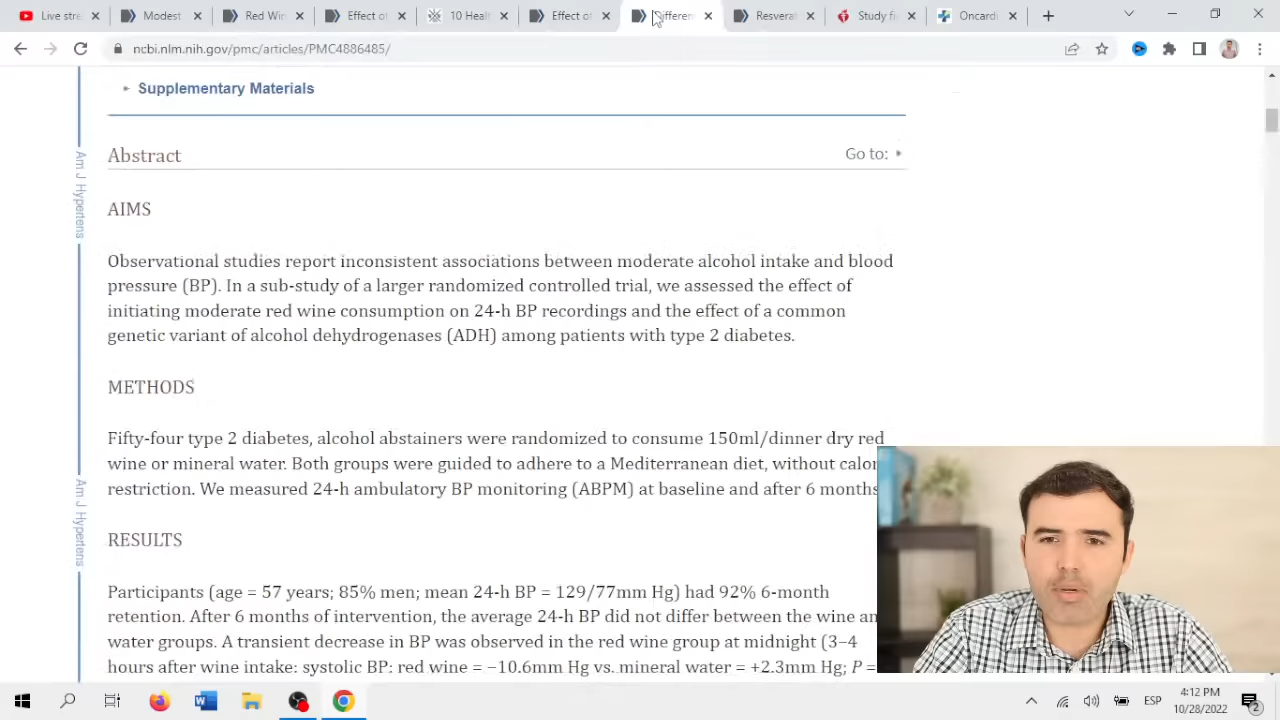 Live st
Modest
Red Wi
Effect of
10 Healt
Effect of
Differen
Resverat
Study fi
Oncardi
ncbi.nlm.nih.gov/pmc/articles/PMC4886485/
Supplementary Materials
Abstract
Go to:
Am J Hypertens
AIMS
Observational studies report inconsistent associations between moderate alcohol intake and blood
pressure (BP). In a sub-study of a larger randomized controlled trial, we assessed the effect of
initiating moderate red wine consumption on 24-h BP recordings and the effect of a common
genetic variant of alcohol dehydrogenases (ADH) among patients with type 2 diabetes.
METHODS
Fifty-four type 2 diabetes, alcohol abstainers were randomized to consume 150ml/dinner dry red
wine or mineral water. Both groups were guided to adhere to a Mediterranean diet, without calor
restriction. We measured 24-h ambulatory BP monitoring (ABPM) at baseline and after 6 months
Am J Hypertens
RESULTS
Participants (age = 57 years; 85% men; mean 24-h BP = 129/77mm Hg) had 92% 6-month
retention. After 6 months of intervention, the average 24-h BP did not differ between the wine an
water groups. A transient decrease in BP was observed in the red wine group at midnight (3–4
hours after wine intake: systolic BP: red wine = −10.6mm Hg vs. mineral water = +2.3mm Hg; P =
ESP
4:12 PM
10/28/2022
2